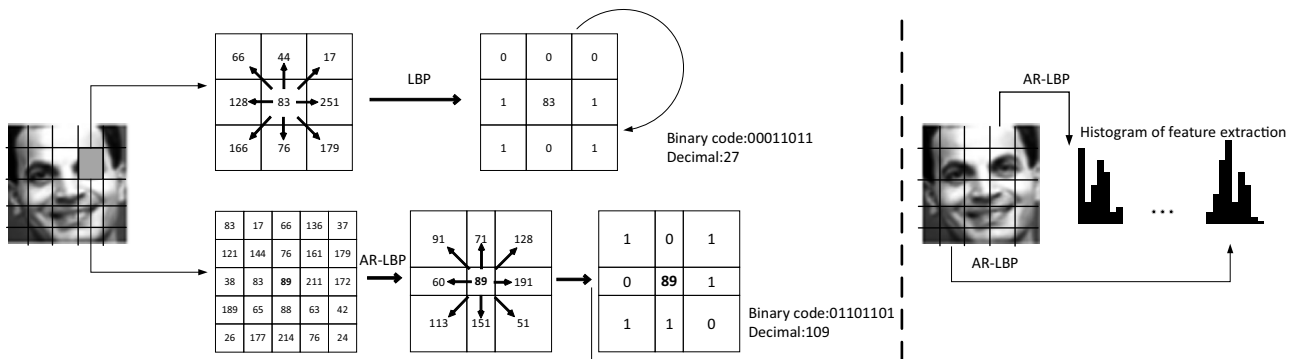 66 44 17
128 83 251
166 76 179
LBP
0 0 0
1 83 1
1 0 1
Binary code:00011011
Decimal:27
83 17 66 136 37
121 144 76 161 179
38 83 89 211 172
189 65 88 63 42
26 177 214 76 24
AR-LBP
91 71 128
60 89 191
113 151 51
1 0 1
0 89 1
1 1 0
Binary code:01101101
Decimal:109
AR-LBP
Histogram of feature extraction
...
AR-LBP